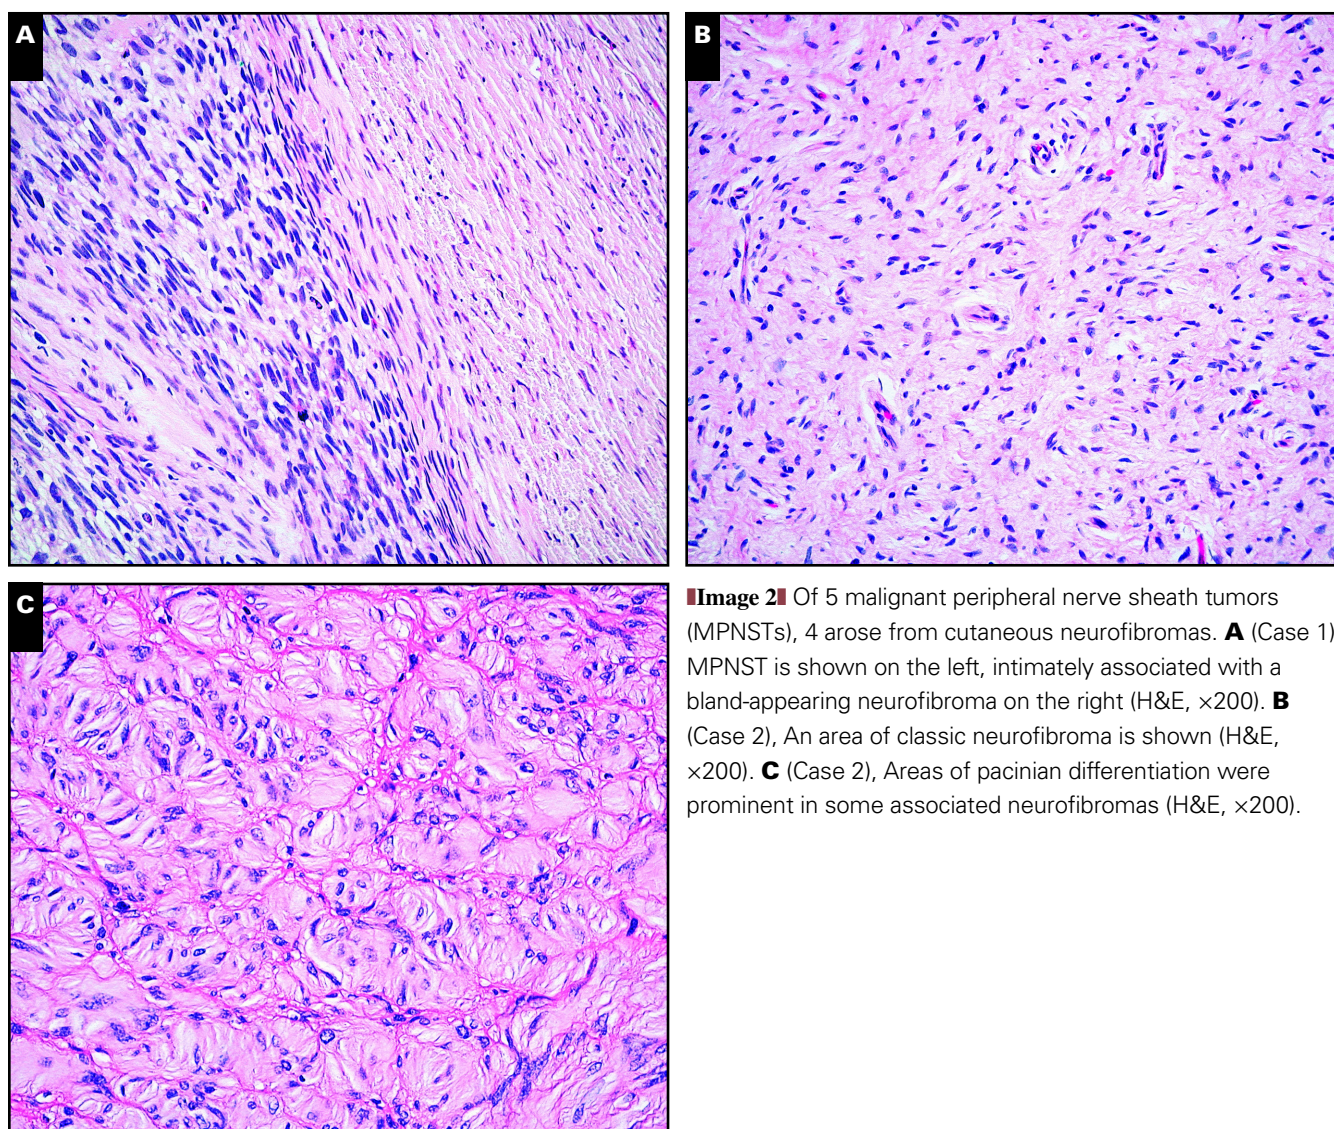 A
B
C
Image 2 Of 5 malignant peripheral nerve sheath tumors
(MPNSTs), 4 arose from cutaneous neurofibromas. A (Case 1)
MPNST is shown on the left, intimately associated with a
bland-appearing neurofibroma on the right (H&E, ×200). B
(Case 2), An area of classic neurofibroma is shown (H&E,
×200). C (Case 2), Areas of pacinian differentiation were
prominent in some associated neurofibromas (H&E, ×200).